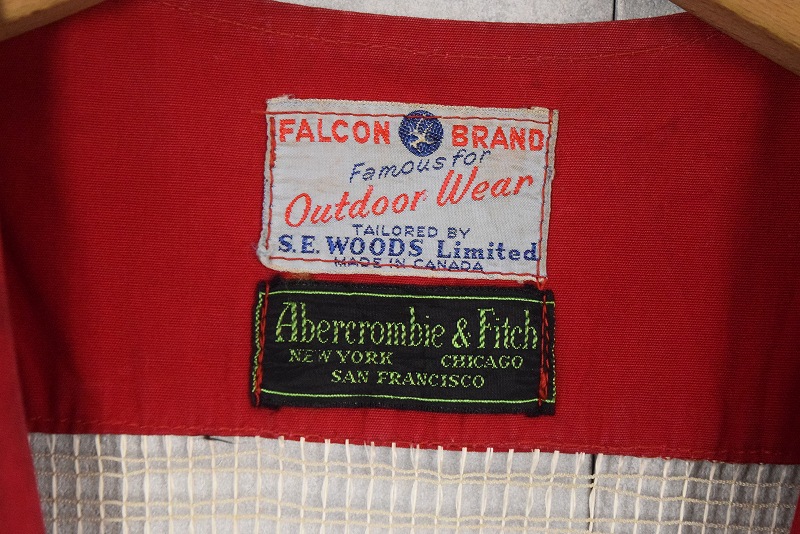 FALCON BRAND
Famous for
Outdoor Wear
TAILORED BY
S.E. WOODS Limited
MADE IN CANADA
Abercrombie & Fitch
NEW YORK CHICAGO
SAN FRANCISCO